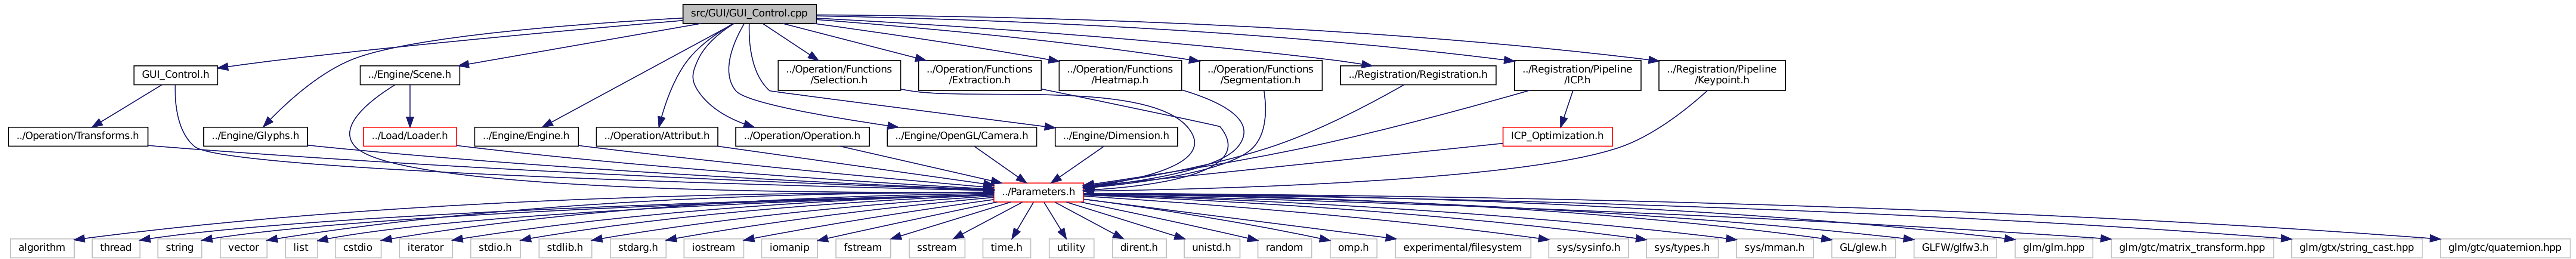 src/GUI/GUI_Control.cpp
GUI_Control.h
../Engine/Scene.h
../Operation/Functions
/Selection.h
../Operation/Functions
/Extraction.h
../Operation/Functions
/Heatmap.h
../Operation/Functions
/Segmentation.h
../Registration/Registration.h
../Registration/Pipeline
/ICP.h
../Registration/Pipeline
/Keypoint.h
../Operation/Transforms.h
../Engine/Glyphs.h
../Load/Loader.h
../Engine/Engine.h
../Operation/Attribut.h
../Operation/Operation.h
../Engine/OpenGL/Camera.h
../Engine/Dimension.h
ICP_Optimization.h
../Parameters.h
algorithm
thread
string
vector
list
cstdio
iterator
stdio.h
stdlib.h
stdarg.h
iostream
iomanip
fstream
sstream
time.h
utility
dirent.h
unistd.h
random
omp.h
experimental/filesystem
sys/sysinfo.h
sys/types.h
sys/mman.h
GL/glew.h
GLFW/glfw3.h
glm/glm.hpp
glm/gtc/matrix_transform.hpp
glm/gtx/string_cast.hpp
glm/gtc/quaternion.hpp